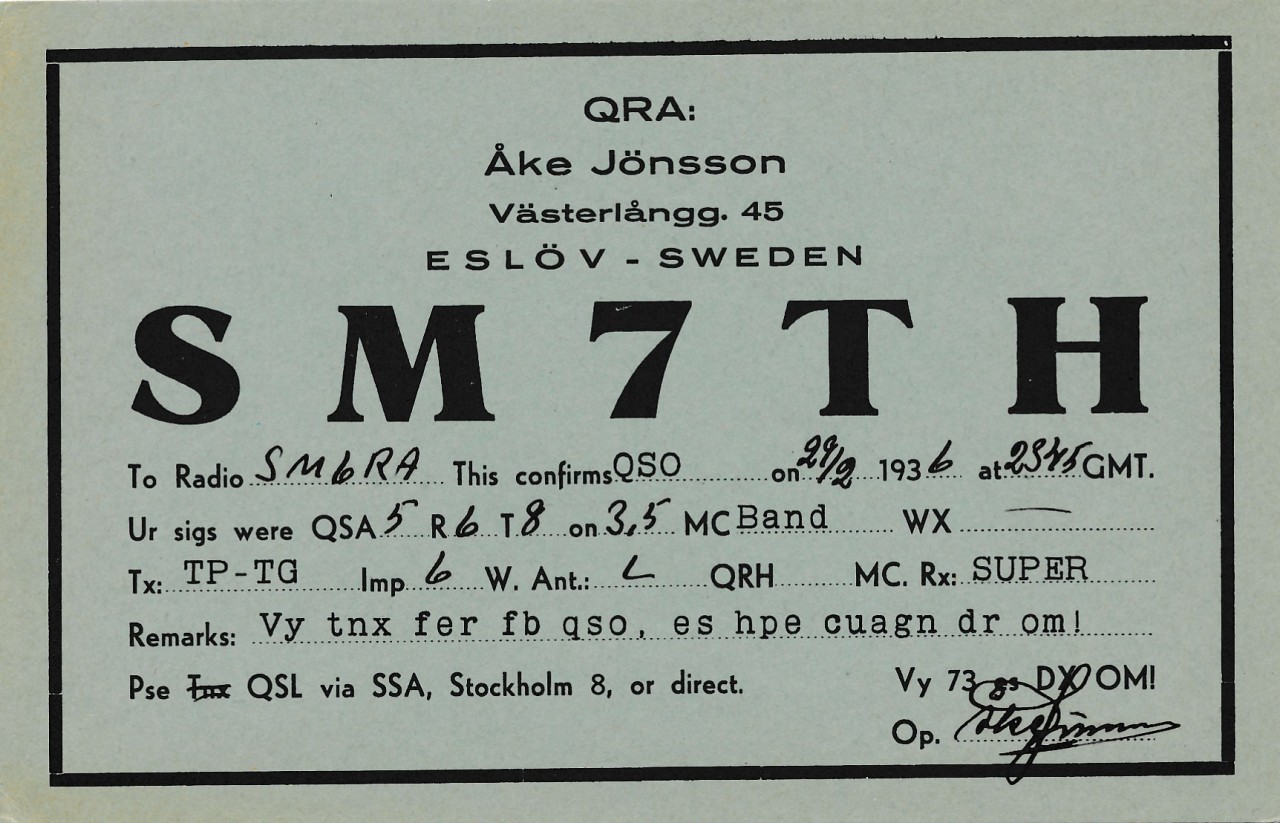 QRA:
Åke Jönsson
Västerlångg. 45
ESLÖV - SWEDEN
SM7TH
To Radio SM6RA This confirms QSO on 29/2 1936 at 2345 GMT.
Ur sigs were QSA 5 R 6 T 8 on 3,5 MC Band WX —
Tx: TP-TG Imp 6 W. Ant.: L QRH MC. Rx: SUPER
Remarks: Vy tnx fer fb qso, es hpe cuagn dr om!
Pse Tnx QSL via SSA, Stockholm 8, or direct.
Vy 73 es DX OM!
Op. Åke Jönsson